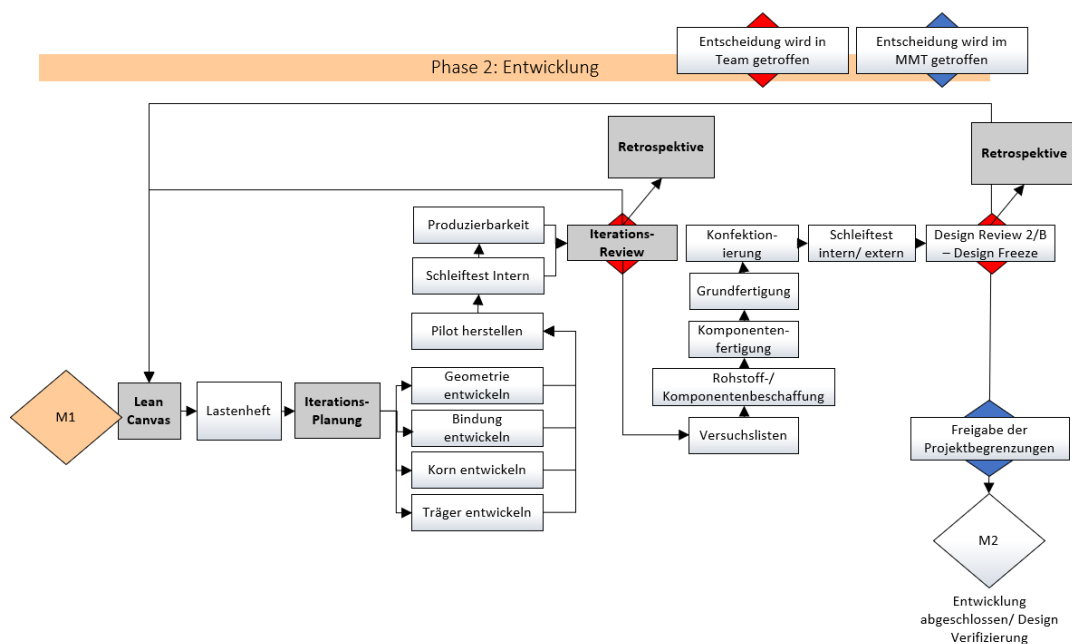 Entscheidung wird in
Team getroffen
Entscheidung wird im
MMT getroffen
Phase 2: Entwicklung
Retrospektive
Retrospektive
Produzierbarkeit
Schleiftest Intern
Pilot herstellen
Iterations-
Review
Konfektion-
ierung
Schleiftest
intern/ extern
Design Review 2/B
– Design Freeze
Grundfertigung
Komponenten-
fertigung
Rohstoff-/
Komponentenbeschaffung
Versuchslisten
M1
Lean
Canvas
Lastenheft
Iterations-
Planung
Geometrie
entwickeln
Bindung
entwickeln
Korn entwickeln
Träger entwickeln
Freigabe der
Projektbegrenzungen
M2
Entwicklung
abgeschlossen/ Design
Verifizierung